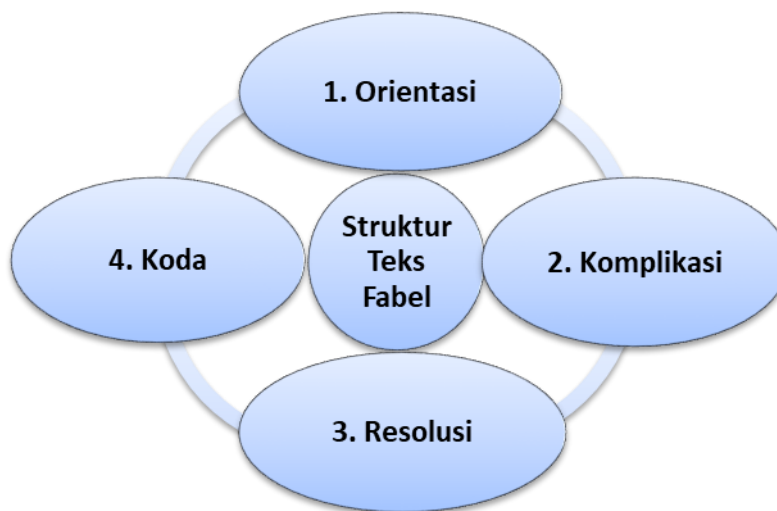 1. Orientasi
Struktur
Teks
Fabel
4. Koda
2. Komplikasi
3. Resolusi